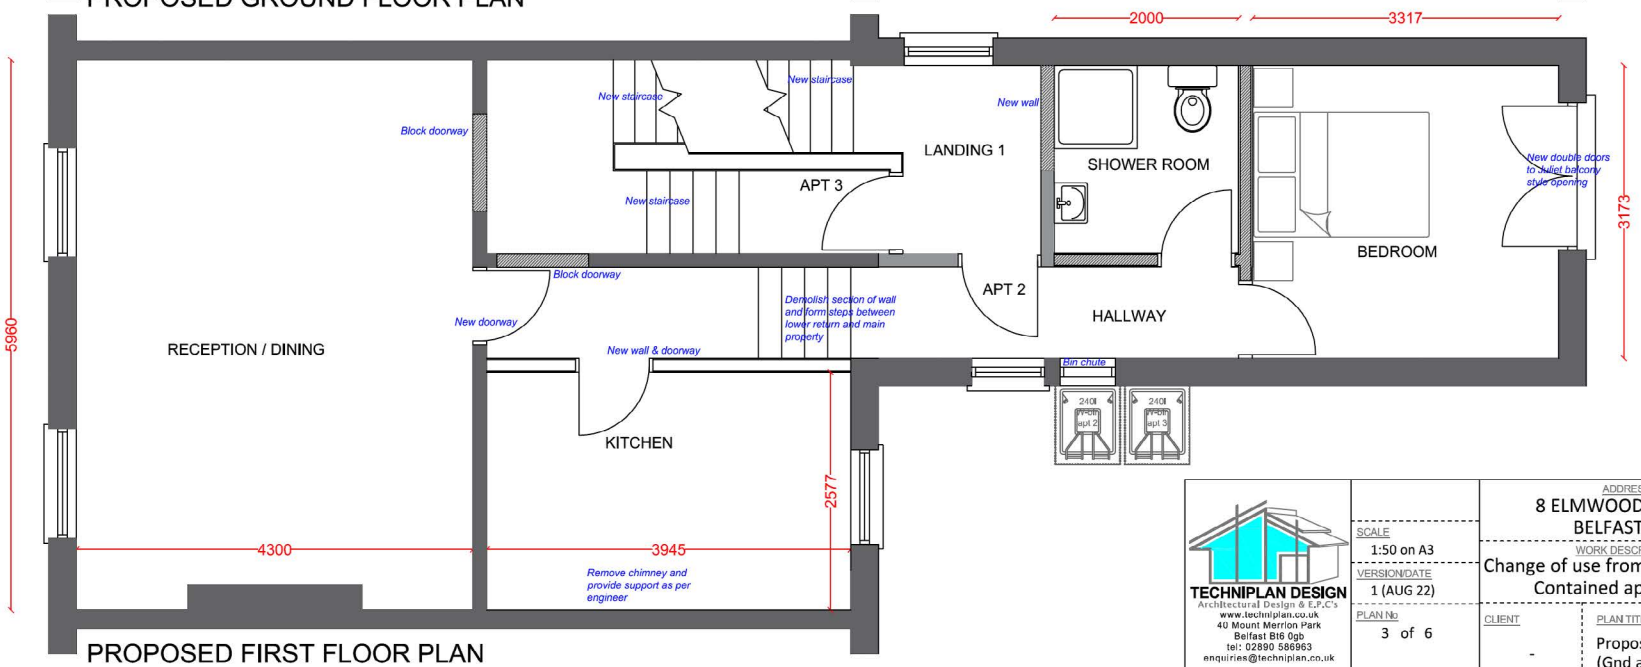 PROPOSED GROUND FLOOR PLAN
2000
3317
New staircase
New staircase
New wall
Block doorway
LANDING 1
SHOWER ROOM
New double doors
to Juliet balcony
style opening
APT 3
New staircase
3173
BEDROOM
Block doorway
APT 2
Demolish section of wall
and form steps between
lower return and main
property
HALLWAY
New doorway
5960
RECEPTION / DINING
New wall & doorway
Bin chute
240l
apt 2
240l
apt 3
KITCHEN
2577
4300
3945
Remove chimney and
provide support as per
engineer
PROPOSED FIRST FLOOR PLAN
TECHNIPLAN DESIGN
Architectural Design & E.P.C's
www.techniplan.co.uk
40 Mount Merrion Park
Belfast Bt6 0gb
tel: 02890 586963
enquiries@techniplan.co.uk
SCALE
1:50 on A3
VERSION/DATE
1 (AUG 22)
PLAN No
3 of 6
ADDRES
8 ELMWOOD
BELFAST
WORK DESCR
Change of use from
Contained ap
CLIENT
-
PLAN TIT
Propos
(Gnd a